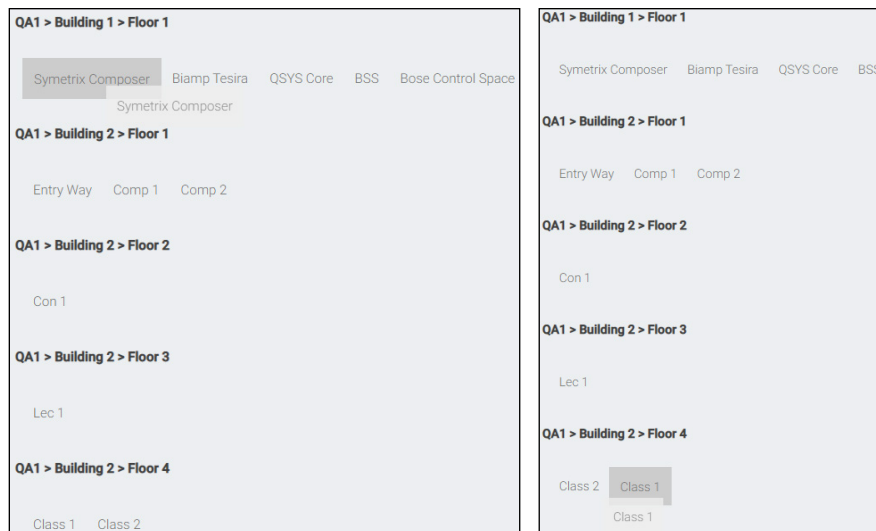 QA1 > Building 1 > Floor 1
Symetrix Composer Biamp Tesira QSYS Core BSS Bose Control Space
Symetrix Composer
QA1 > Building 2 > Floor 1
Entry Way Comp 1 Comp 2
QA1 > Building 2 > Floor 2
Con 1
QA1 > Building 2 > Floor 3
Lec 1
QA1 > Building 2 > Floor 4
Class 1 Class 2
QA1 > Building 1 > Floor 1
Symetrix Composer Biamp Tesira QSYS Core BSS
QA1 > Building 2 > Floor 1
Entry Way Comp 1 Comp 2
QA1 > Building 2 > Floor 2
Con 1
QA1 > Building 2 > Floor 3
Lec 1
QA1 > Building 2 > Floor 4
Class 2 Class 1
Class 1